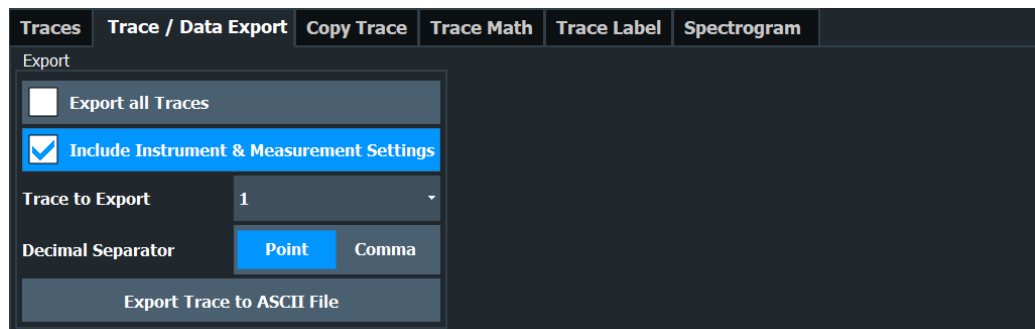 Traces Trace / Data Export Copy Trace Trace Math Trace Label Spectrogram
Export
Export all Traces
Include Instrument & Measurement Settings
Trace to Export 1
Decimal Separator Point Comma
Export Trace to ASCII File